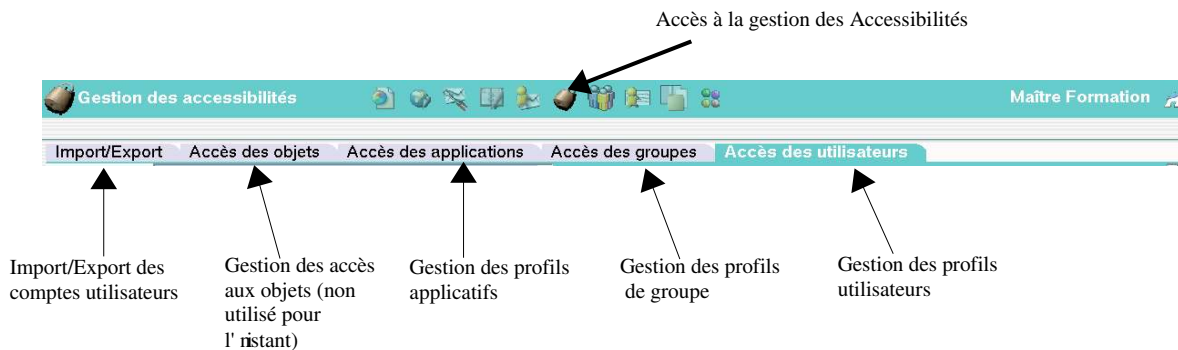 Accès à la gestion des Accessibilités
Gestion des accessibilités
Maître Formation
Import/Export
Accès des objets
Accès des applications
Accès des groupes
Accès des utilisateurs
Import/Export des
comptes utilisateurs
Gestion des accès
aux objets (non
utilisé pour
l' nistant)
Gestion des profils
applicatifs
Gestion des profils
de groupe
Gestion des profils
utilisateurs